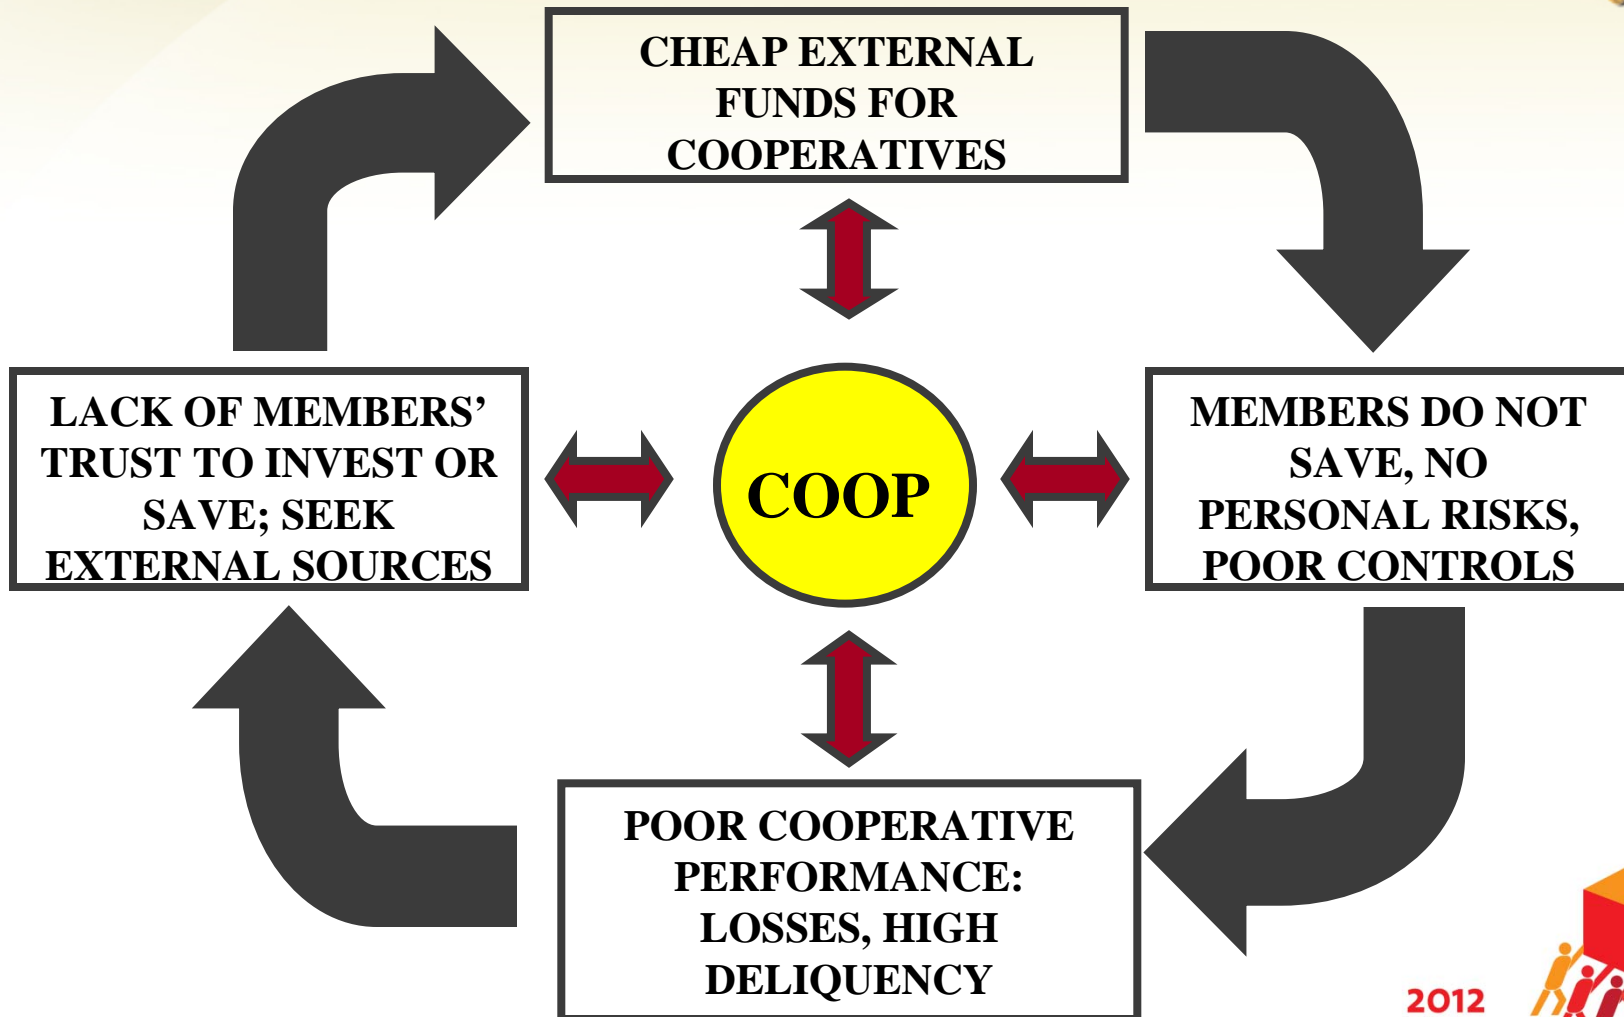 CHEAP EXTERNAL
FUNDS FOR
COOPERATIVES
LACK OF MEMBERS’
TRUST TO INVEST OR
SAVE; SEEK
EXTERNAL SOURCES
COOP
MEMBERS DO NOT
SAVE, NO
PERSONAL RISKS,
POOR CONTROLS
POOR COOPERATIVE
PERFORMANCE:
LOSSES, HIGH
DELIQUENCY
2012